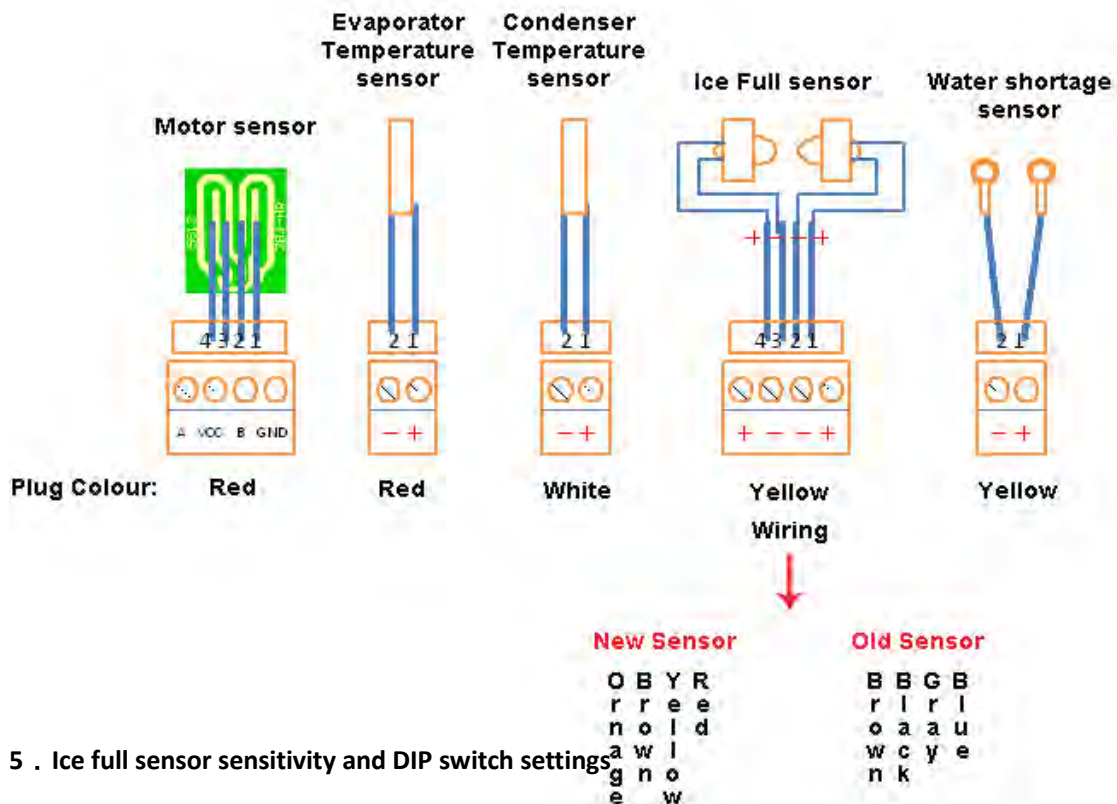 Evaporator Temperature sensor
Condenser Temperature sensor
Ice Full sensor
Water shortage sensor
Motor sensor
4 3 2 1
2 1
2 1
4 3 2 1
2 1
A VCC B GND
- +
- +
+ - - +
+ - - +
- +
Plug Colour: Red Red White Yellow Yellow
Wiring
New Sensor
Ornage Brown Yellow Red
Old Sensor
Brown Black Gray Blue
5 . Ice full sensor sensitivity and DIP switch settings